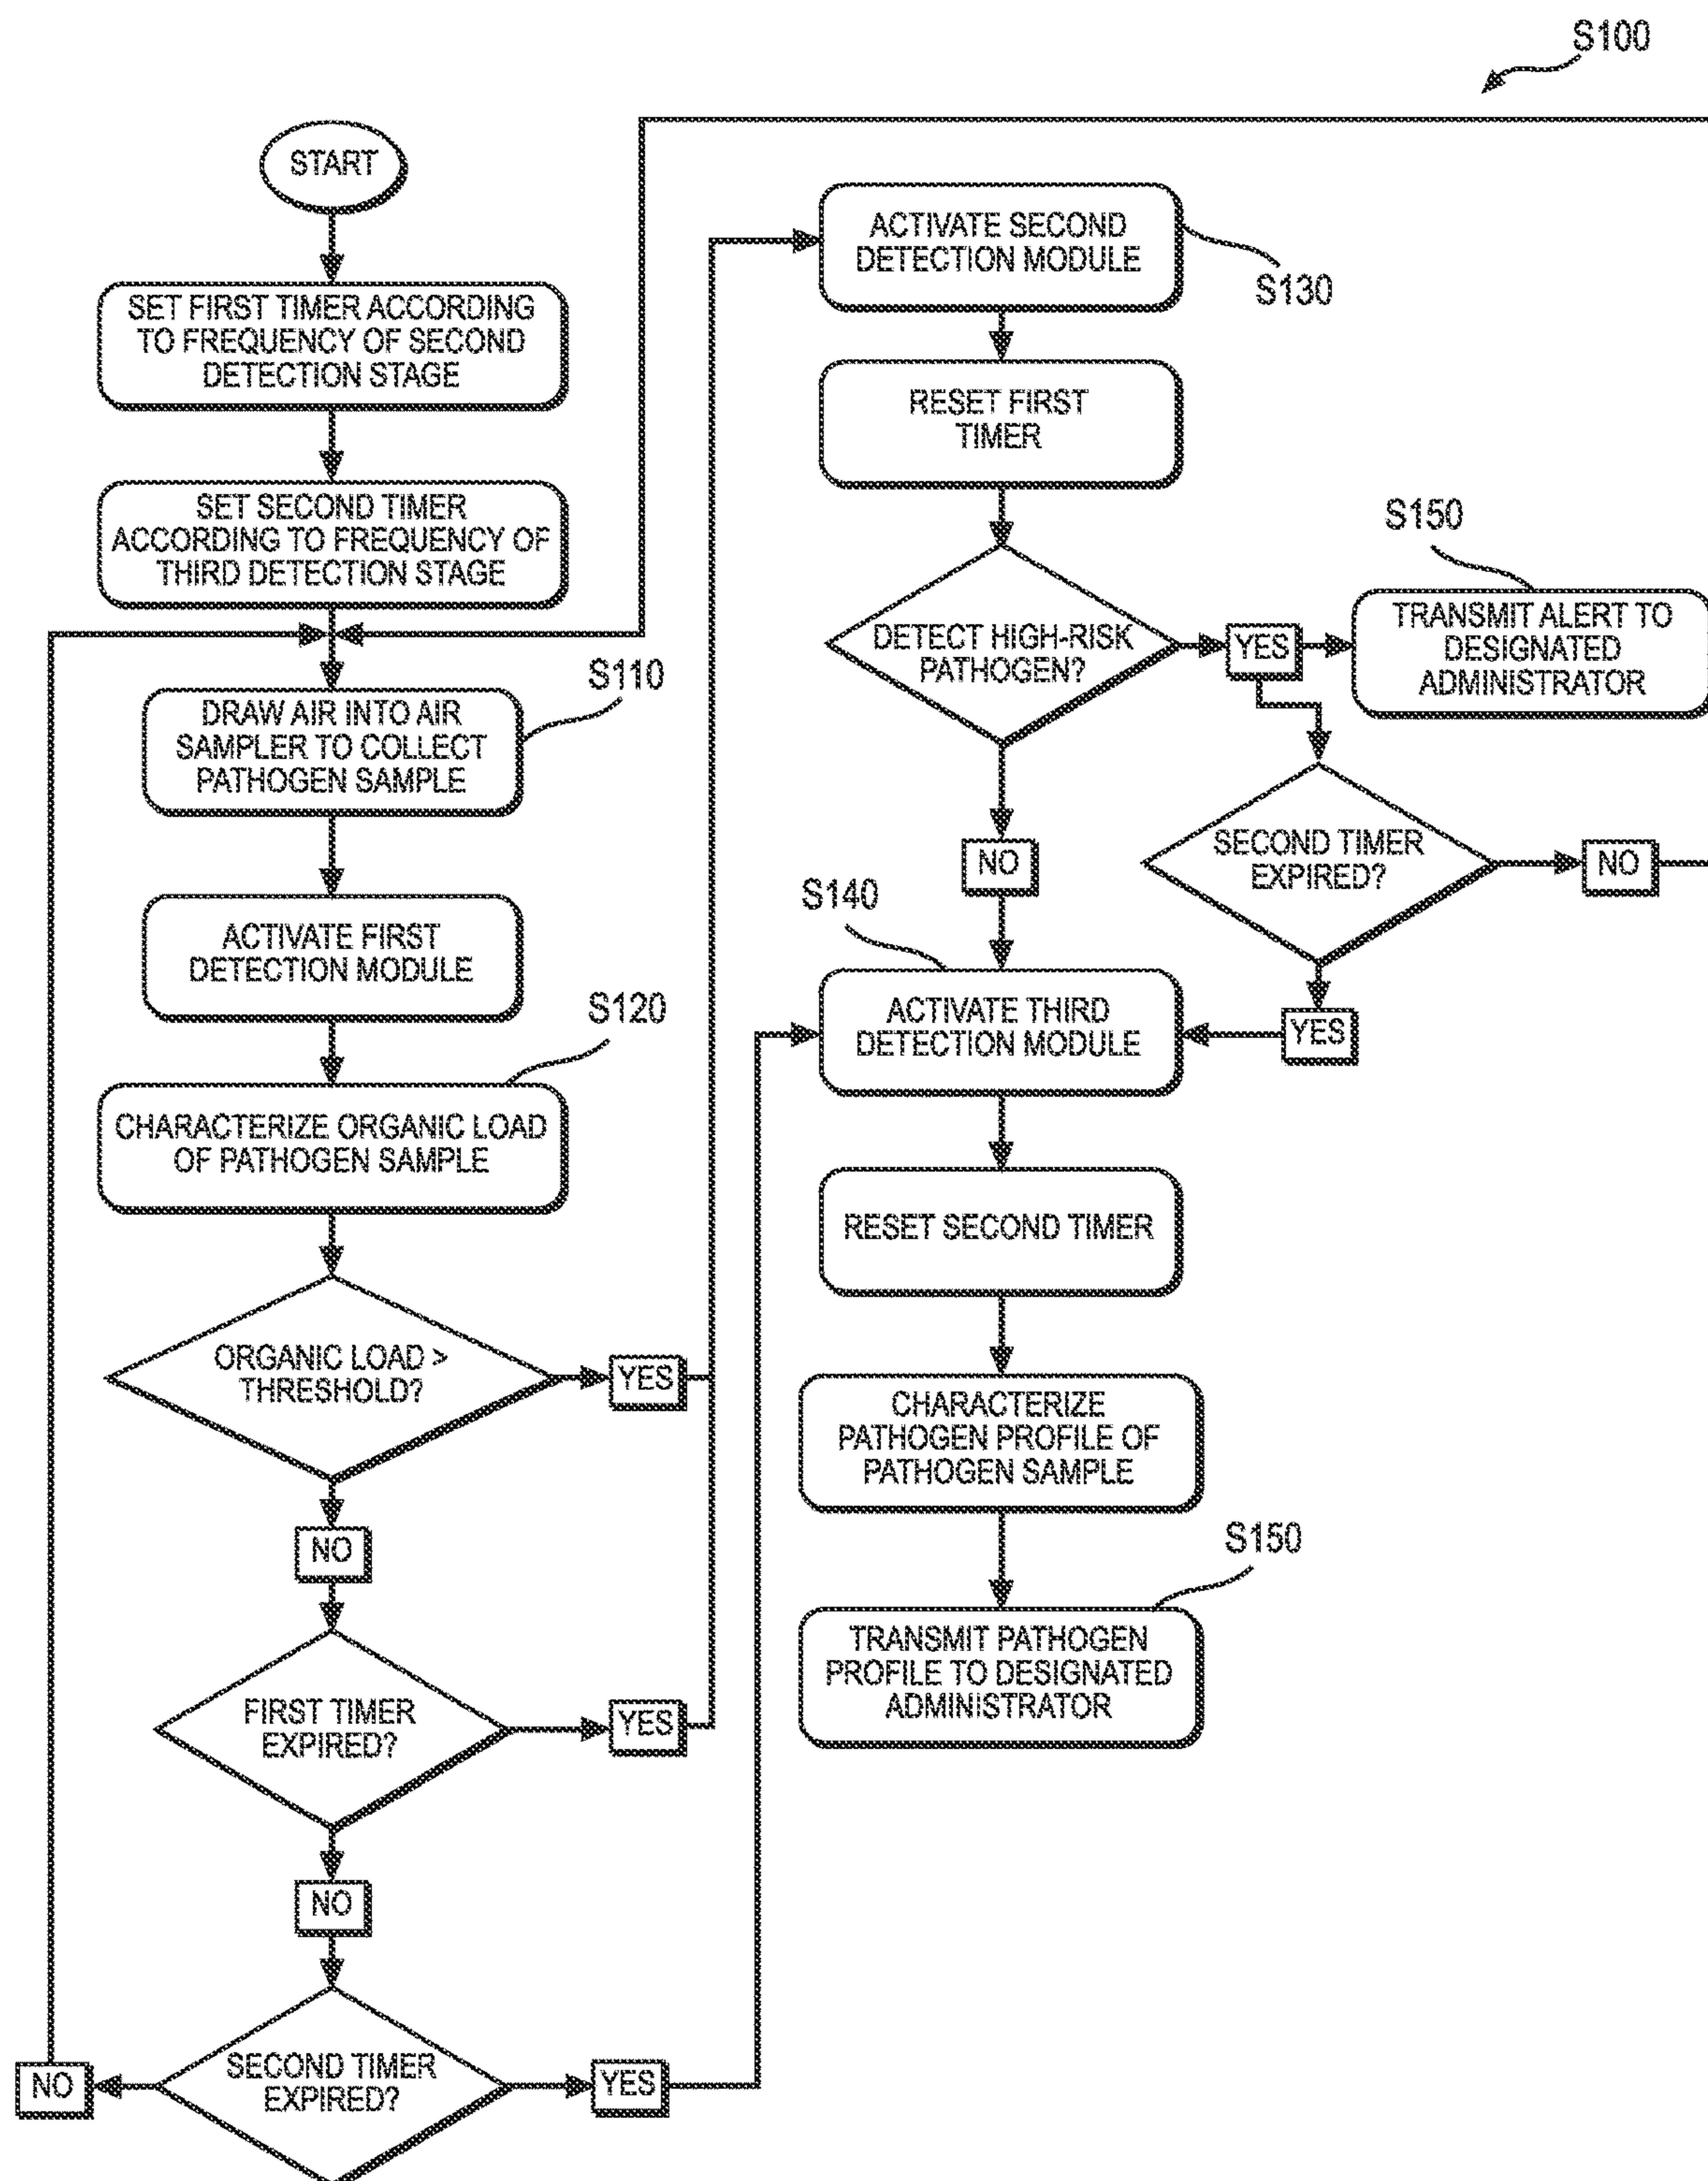 S100
START
SET FIRST TIMER ACCORDING
TO FREQUENCY OF SECOND
DETECTION STAGE
SET SECOND TIMER
ACCORDING TO FREQUENCY OF
THIRD DETECTION STAGE
S110
DRAW AIR INTO AIR
SAMPLER TO COLLECT
PATHOGEN SAMPLE
ACTIVATE FIRST
DETECTION MODULE
S120
CHARACTERIZE ORGANIC LOAD
OF PATHOGEN SAMPLE
ORGANIC LOAD >
THRESHOLD?
YES
NO
FIRST TIMER
EXPIRED?
YES
NO
SECOND TIMER
EXPIRED?
NO
YES
ACTIVATE SECOND
DETECTION MODULE
S130
RESET FIRST
TIMER
DETECT HIGH-RISK
PATHOGEN?
YES
S150
TRANSMIT ALERT TO
DESIGNATED
ADMINISTRATOR
NO
SECOND TIMER
EXPIRED?
NO
YES
S140
ACTIVATE THIRD
DETECTION MODULE
RESET SECOND TIMER
CHARACTERIZE
PATHOGEN PROFILE OF
PATHOGEN SAMPLE
S150
TRANSMIT PATHOGEN
PROFILE TO DESIGNATED
ADMINISTRATOR